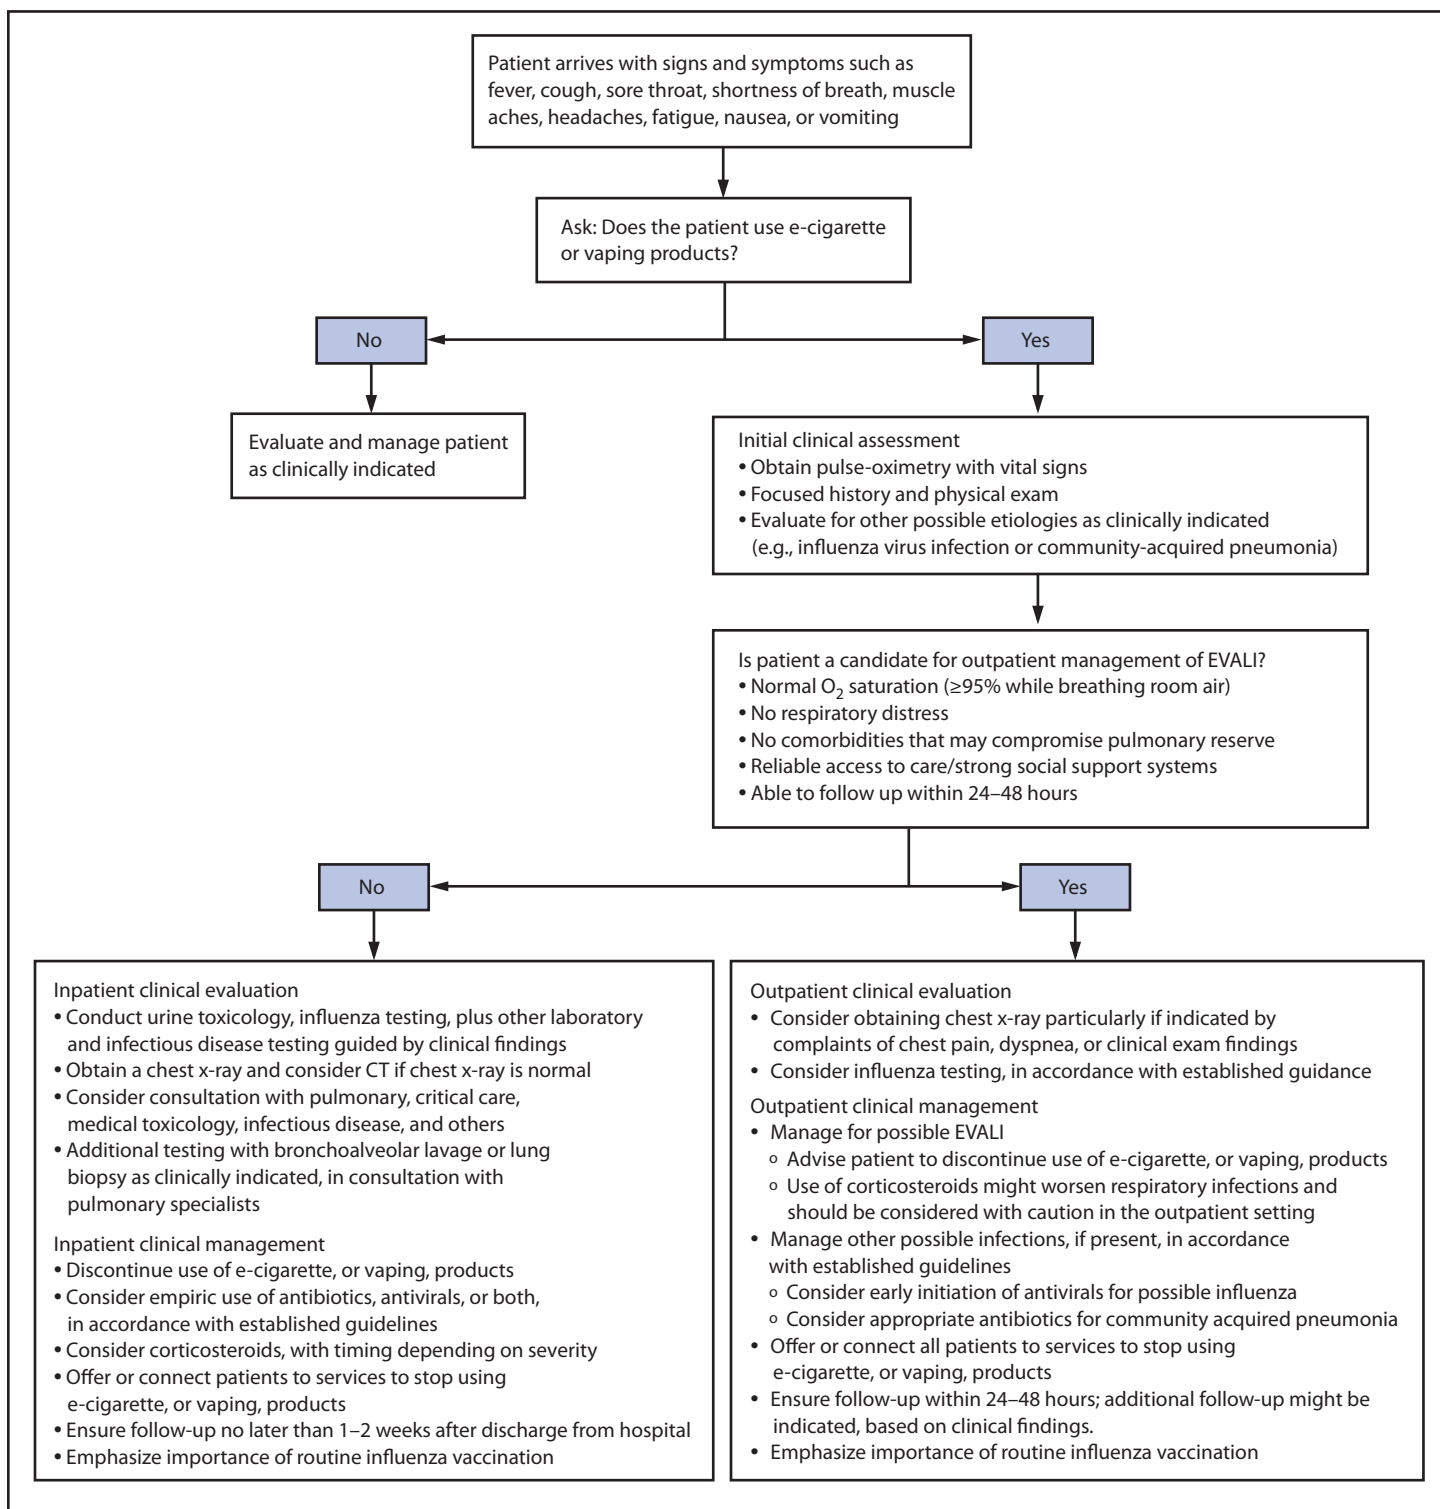 Patient arrives with signs and symptoms such as
fever, cough, sore throat, shortness of breath, muscle
aches, headaches, fatigue, nausea, or vomiting
Ask: Does the patient use e-cigarette
or vaping products?
No
Yes
Evaluate and manage patient
as clinically indicated
Initial clinical assessment
• Obtain pulse-oximetry with vital signs
• Focused history and physical exam
• Evaluate for other possible etiologies as clinically indicated
(e.g., influenza virus infection or community-acquired pneumonia)
Is patient a candidate for outpatient management of EVALI?
• Normal O₂ saturation (≥95% while breathing room air)
• No respiratory distress
• No comorbidities that may compromise pulmonary reserve
• Reliable access to care/strong social support systems
• Able to follow up within 24–48 hours
No
Yes
Inpatient clinical evaluation
• Conduct urine toxicology, influenza testing, plus other laboratory
and infectious disease testing guided by clinical findings
• Obtain a chest x-ray and consider CT if chest x-ray is normal
• Consider consultation with pulmonary, critical care,
medical toxicology, infectious disease, and others
• Additional testing with bronchoalveolar lavage or lung
biopsy as clinically indicated, in consultation with
pulmonary specialists
Inpatient clinical management
• Discontinue use of e-cigarette, or vaping, products
• Consider empiric use of antibiotics, antivirals, or both,
in accordance with established guidelines
• Consider corticosteroids, with timing depending on severity
• Offer or connect patients to services to stop using
e-cigarette, or vaping, products
• Ensure follow-up no later than 1–2 weeks after discharge from hospital
• Emphasize importance of routine influenza vaccination
Outpatient clinical evaluation
• Consider obtaining chest x-ray particularly if indicated by
complaints of chest pain, dyspnea, or clinical exam findings
• Consider influenza testing, in accordance with established guidance
Outpatient clinical management
• Manage for possible EVALI
o Advise patient to discontinue use of e-cigarette, or vaping, products
o Use of corticosteroids might worsen respiratory infections and
should be considered with caution in the outpatient setting
• Manage other possible infections, if present, in accordance
with established guidelines
o Consider early initiation of antivirals for possible influenza
o Consider appropriate antibiotics for community acquired pneumonia
• Offer or connect all patients to services to stop using
e-cigarette, or vaping, products
• Ensure follow-up within 24–48 hours; additional follow-up might be
indicated, based on clinical findings.
• Emphasize importance of routine influenza vaccination